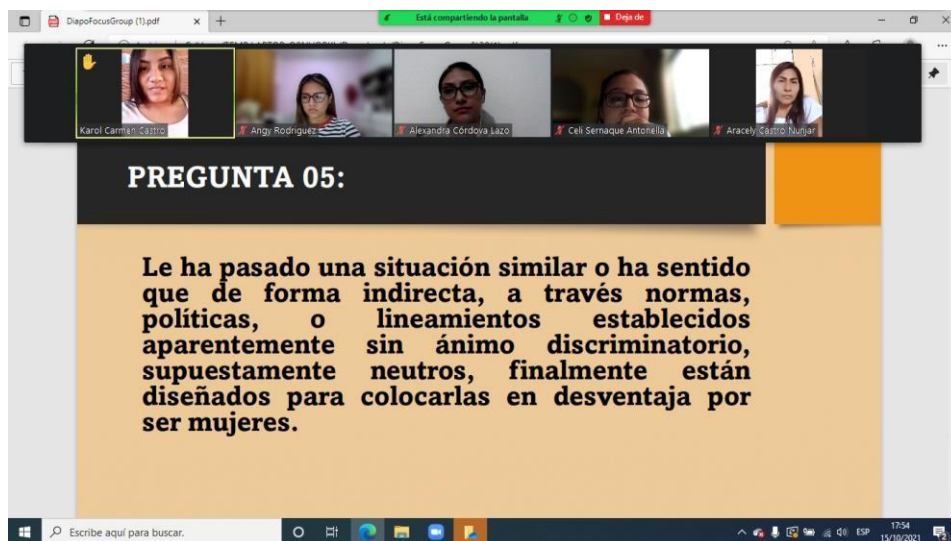 DiapoFocusGroup (1).pdf
Está compartiendo la pantalla
Deja de
Karol Carmen Castro
Angy Rodriguez
Alexandra Córdova Lazo
Celi Sernaque Antonella
Aracely Castro Nunjar
PREGUNTA 05:
Le ha pasado una situación similar o ha sentido
que de forma indirecta, a través normas,
políticas, o lineamientos establecidos
aparentemente sin ánimo discriminatorio,
supuestamente neutros, finalmente están
diseñados para colocarlas en desventaja por
ser mujeres.
Escribe aquí para buscar.
ESP
17:54
15/10/2021